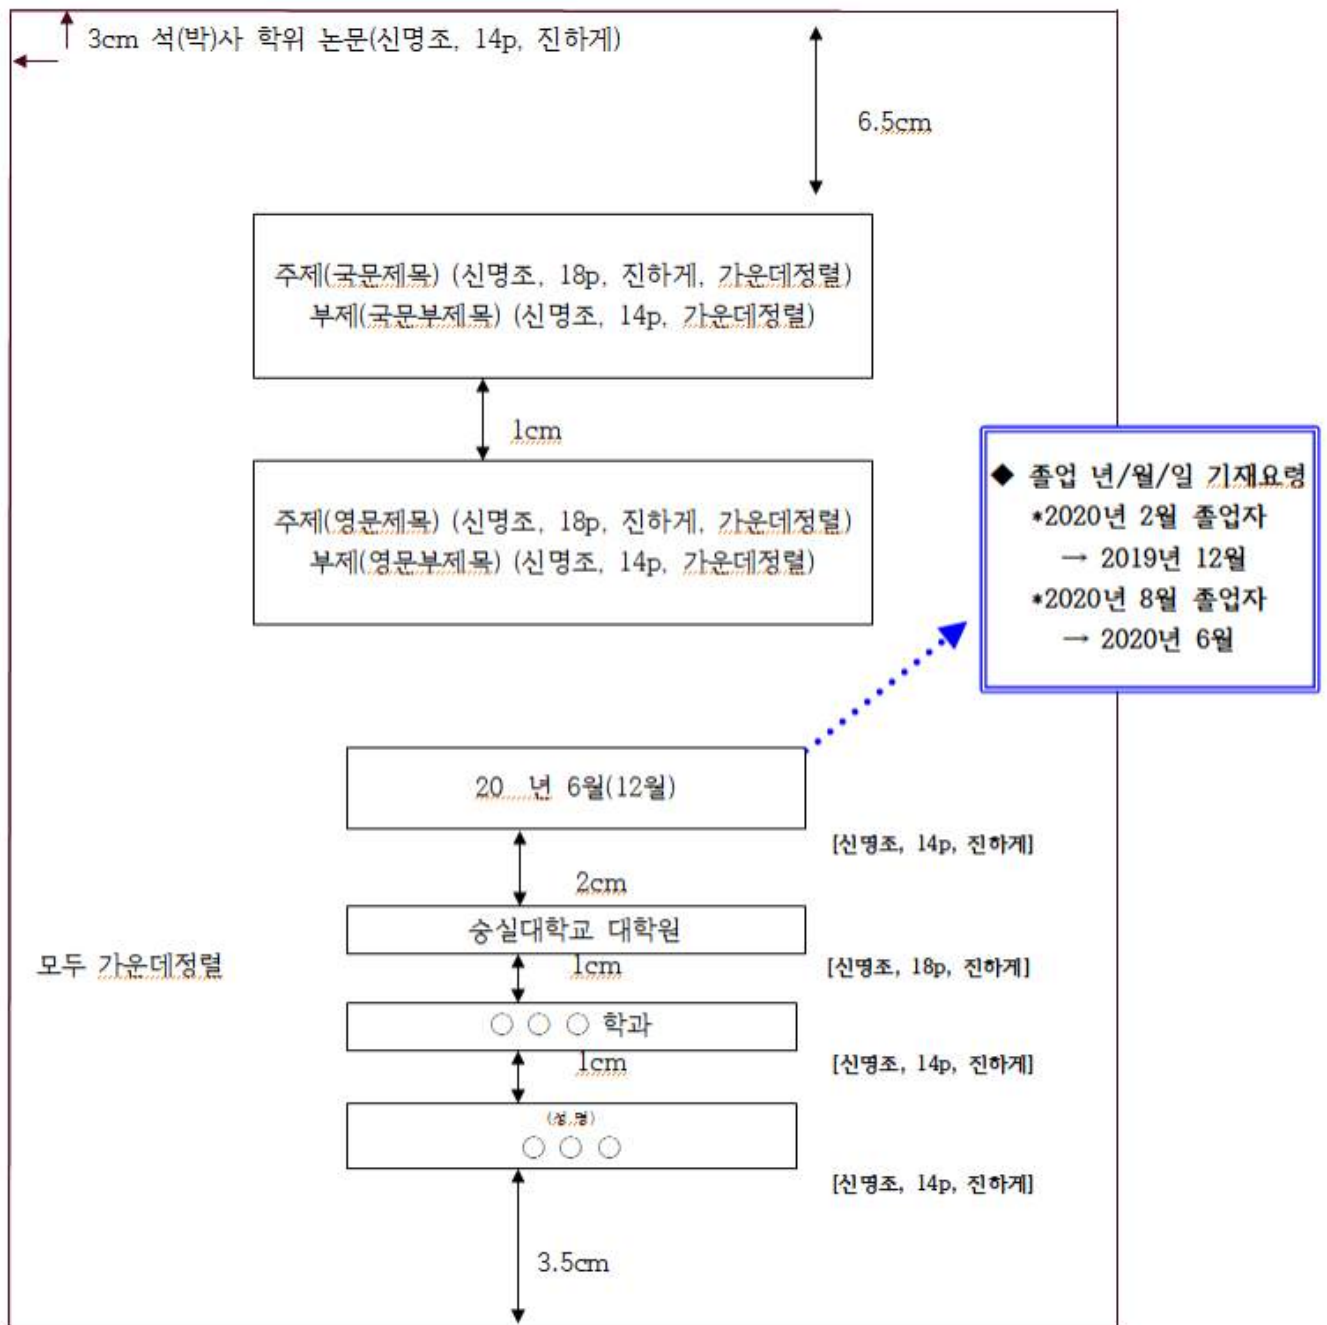 3cm 석(박)사 학위 논문(신명조, 14p, 진하게)
6.5cm
주제(국문제목) (신명조, 18p, 진하게, 가운데정렬)
부제(국문부제목) (신명조, 14p, 가운데정렬)
1cm
주제(영문제목) (신명조, 18p, 진하게, 가운데정렬)
부제(영문부제목) (신명조, 14p, 가운데정렬)
◆ 졸업 년/월/일 기재요령
*2020년 2월 졸업자
→ 2019년 12월
*2020년 8월 졸업자
→ 2020년 6월
20 년 6월(12월)
[신명조, 14p, 진하게]
2cm
숭실대학교 대학원
모두 가운데정렬
1cm
[신명조, 18p, 진하게]
○ ○ ○ 학과
1cm
[신명조, 14p, 진하게]
(성명)
○ ○ ○
[신명조, 14p, 진하게]
3.5cm